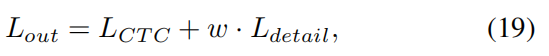 L_{out} = L_{CTC} + w · L_{detail}, (19)